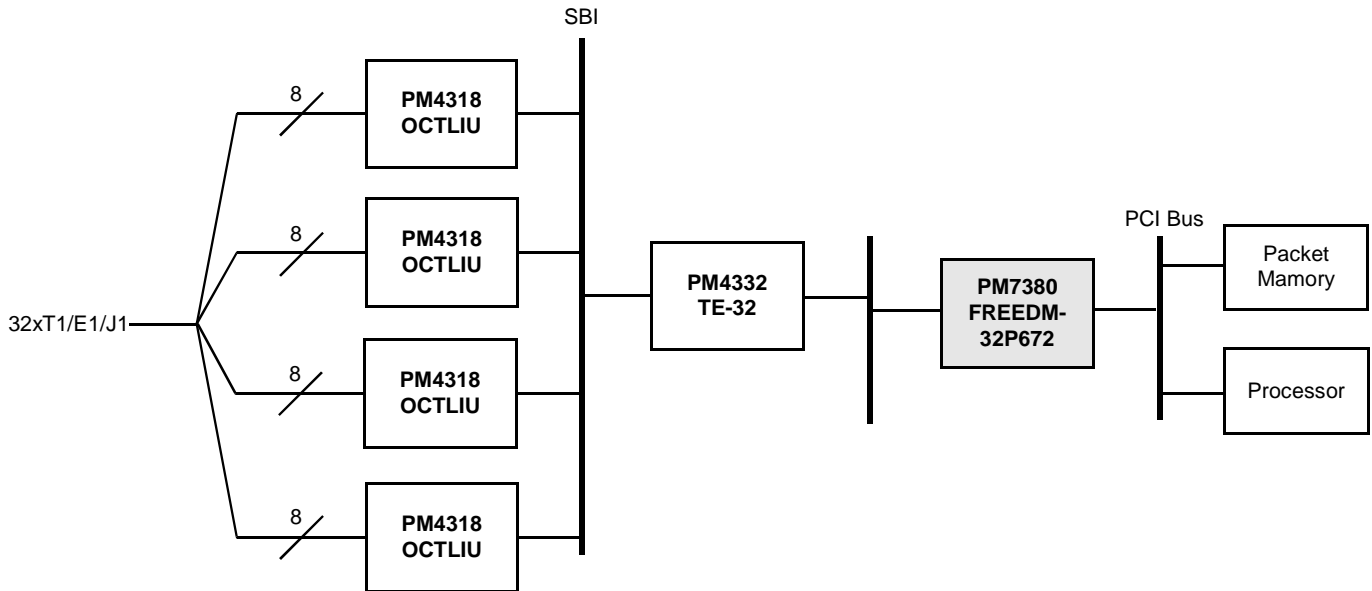 SBI
8
PM4318
OCTLIU
8
PM4318
OCTLIU
PCI Bus
Packet
Mamory
PM4332
TE-32
PM7380
FREEDM-
32P672
32xT1/E1/J1
8
PM4318
OCTLIU
Processor
8
PM4318
OCTLIU